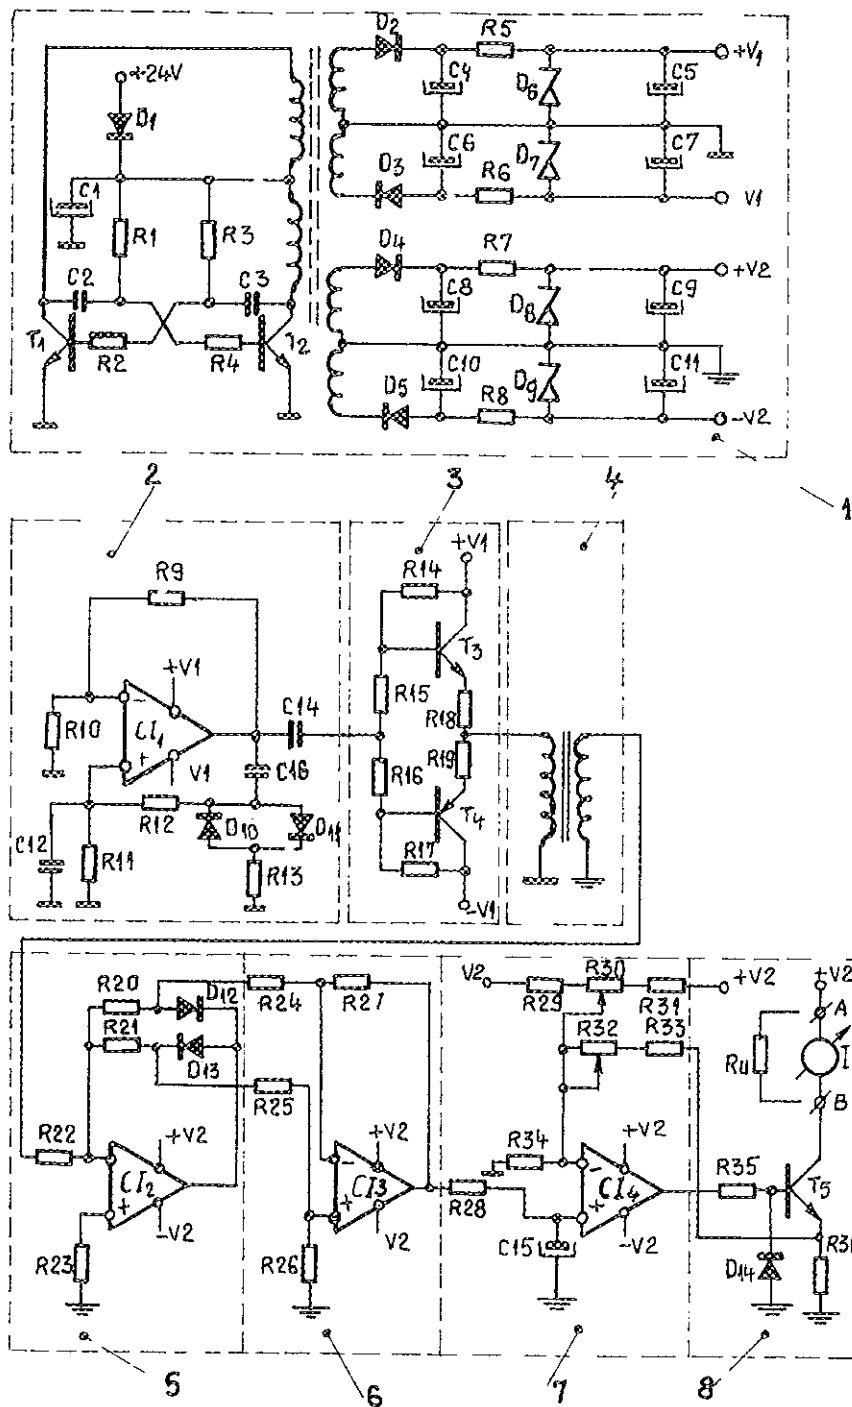 D2 R5 +V1
+24V
C4 C5
D1 D6
C1 C6 D7 C7
D3 R6 V1
R1 R3
D4 R7 +V2
C2 C3 C8 C9
D8
T1 R2 R4 T2 C10 D9 C11
D5 R8 -V2
2 3 4 1
+V1
R9 R14
T3
+V1
C14 R15 R18
R10 CI1
R19
V1 C16 R16
R12 D10 D11 T4
C12 R11 R13 R17
-V1
R20 D12 R24 R27 V2 R29 R30 R31 +V2 +V2
A
R21 R32 R33
D13 R25 R4 I
B
R22 +V2 +V2 R34 +V2
CI2 CI3 CI4 R35 T5
-V2 V2 R28 -V2
R23 R26 C15 D14 R31
5 6 7 8